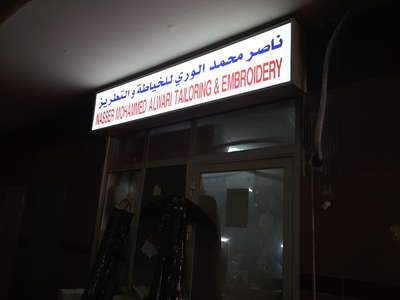 ناصر محمد الوري للخياطة والتطريز
NASSER MOHAMMED ALWARI TAILORING & EMBROIDERY